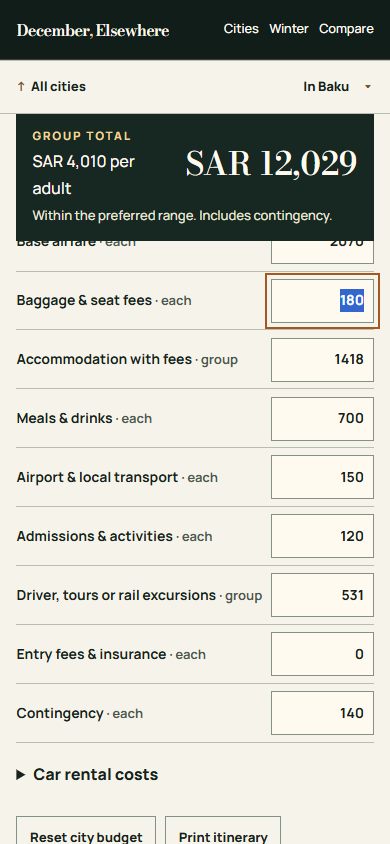 December, Elsewhere
Cities Winter Compare
↑ All cities
In Baku
GROUP TOTAL
SAR 4,010 per
adult
SAR 12,029
Within the preferred range. Includes contingency.
Base airfare · each 2070
Baggage & seat fees · each 180
Accommodation with fees · group 1418
Meals & drinks · each 700
Airport & local transport · each 150
Admissions & activities · each 120
Driver, tours or rail excursions · group 531
Entry fees & insurance · each 0
Contingency · each 140
Car rental costs
Reset city budget
Print itinerary